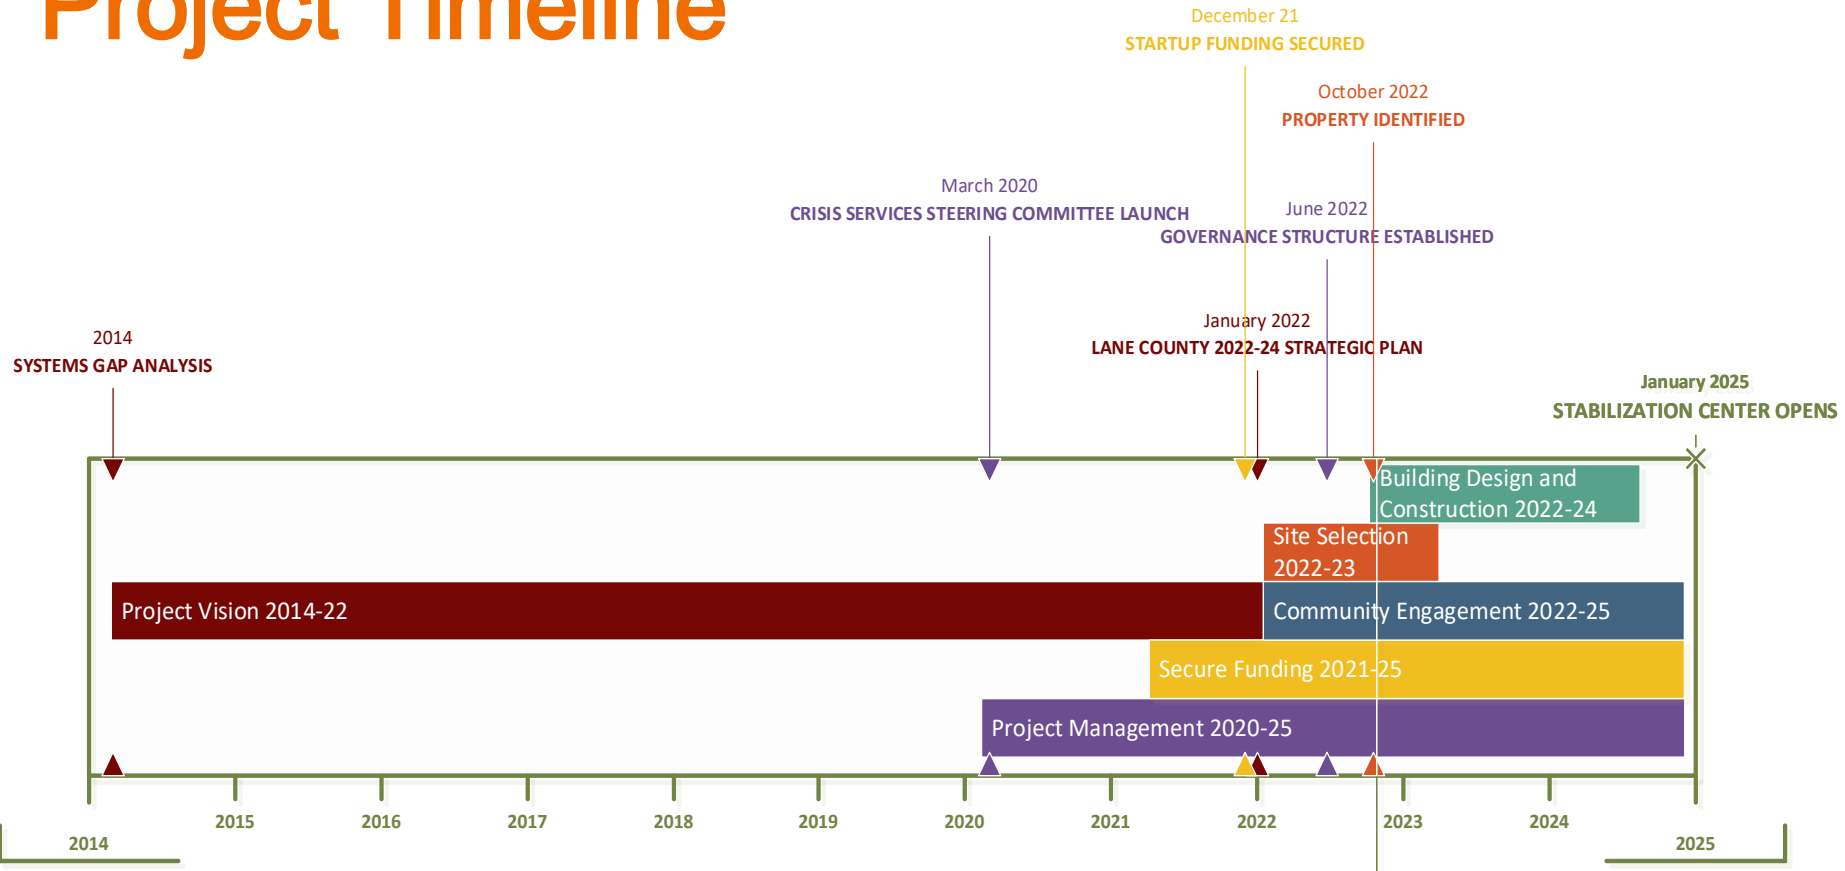 Project Timeline
December 21
STARTUP FUNDING SECURED
October 2022
PROPERTY IDENTIFIED
March 2020
CRISIS SERVICES STEERING COMMITTEE LAUNCH
June 2022
GOVERNANCE STRUCTURE ESTABLISHED
January 2022
LANE COUNTY 2022-24 STRATEGIC PLAN
2014
SYSTEMS GAP ANALYSIS
January 2025
STABILIZATION CENTER OPENS
Building Design and
Construction 2022-24
Site Selection
2022-23
Project Vision 2014-22
Community Engagement 2022-25
Secure Funding 2021-25
Project Management 2020-25
2015
2016
2017
2018
2019
2020
2021
2022
2023
2024
2014
2025